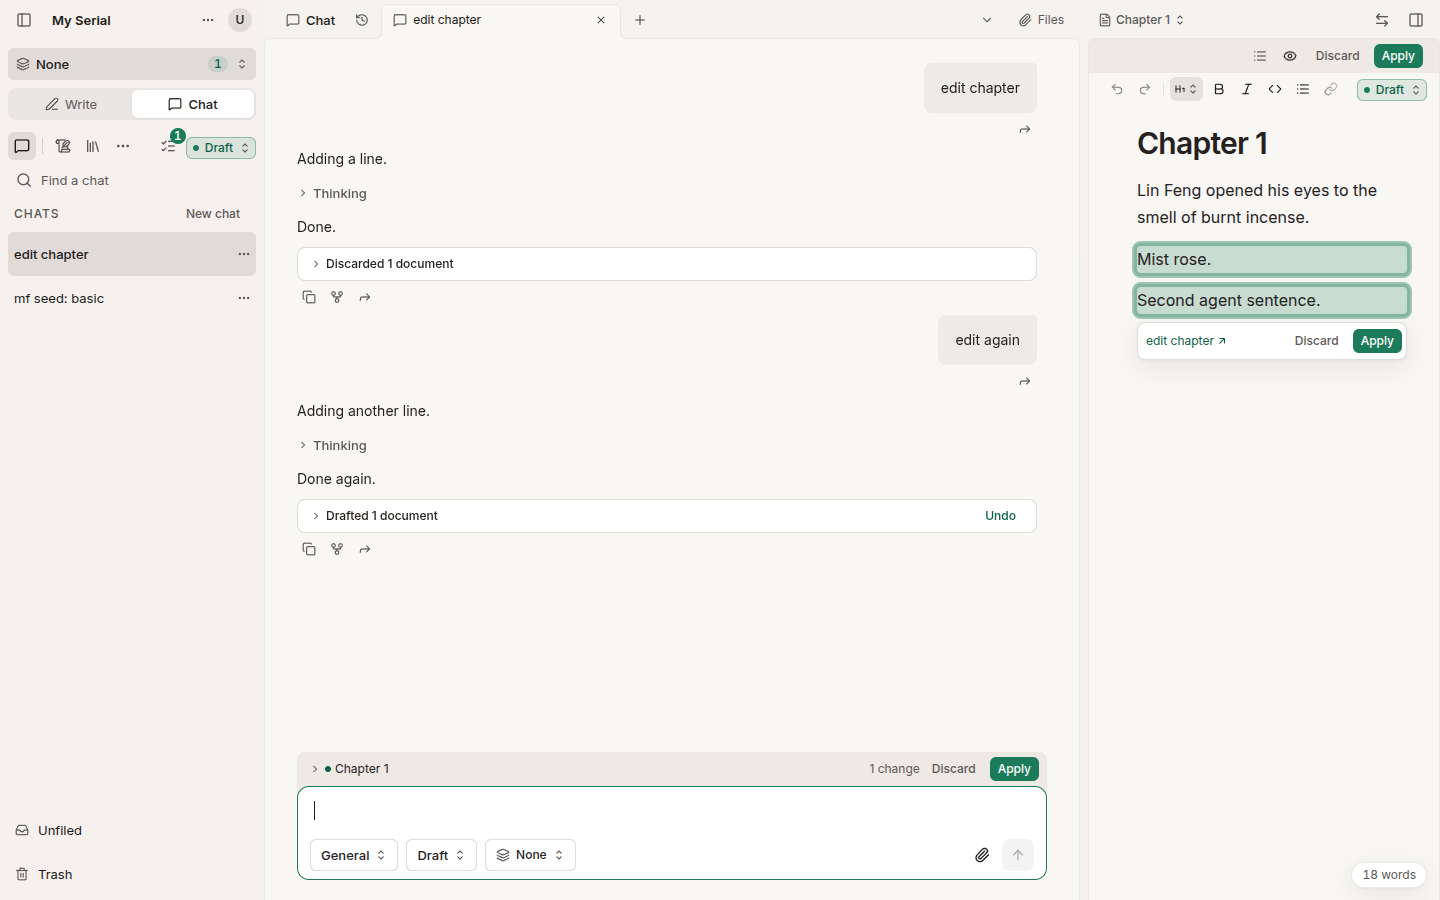 My Serial
U
None
1
Write
Chat
1
Draft
Find a chat
CHATS
New chat
edit chapter
mf seed: basic
Unfiled
Trash
Chat
edit chapter
Files
edit chapter
Adding a line.
Thinking
Done.
Discarded 1 document
edit again
Adding another line.
Thinking
Done again.
Drafted 1 document
Undo
Chapter 1
1 change
Discard
Apply
General
Draft
None
Chapter 1
Discard
Apply
H1
B
I
Draft
Chapter 1
Lin Feng opened his eyes to the
smell of burnt incense.
Mist rose.
Second agent sentence.
edit chapter
Discard
Apply
18 words